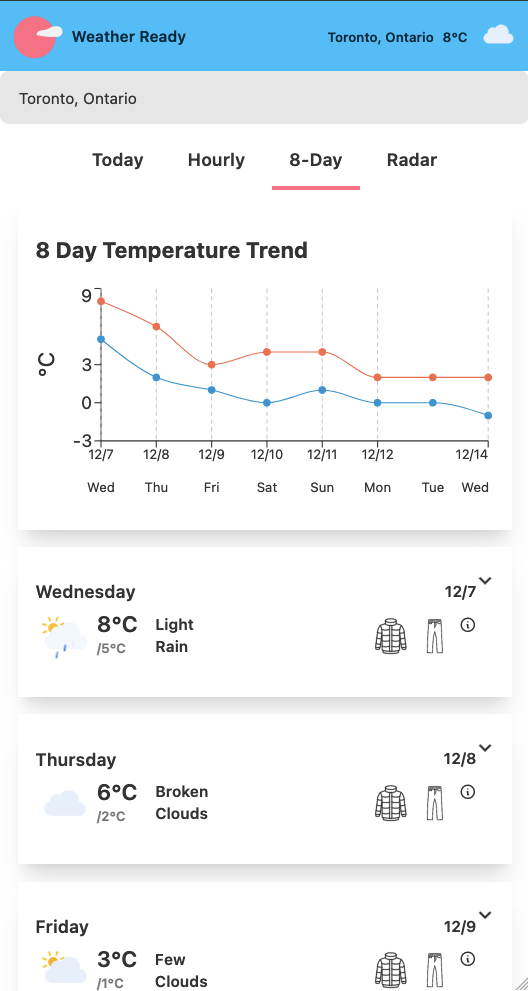 Weather Ready
Toronto, Ontario 8°C
Toronto, Ontario
Today Hourly 8-Day Radar
8 Day Temperature Trend
9
°C
3
0
-3
12/7 12/8 12/9 12/10 12/11 12/12 12/14
Wed Thu Fri Sat Sun Mon Tue Wed
Wednesday 12/7
8°C Light
/5°C Rain
Thursday 12/8
6°C Broken
/2°C Clouds
Friday 12/9
3°C Few
/1°C Clouds